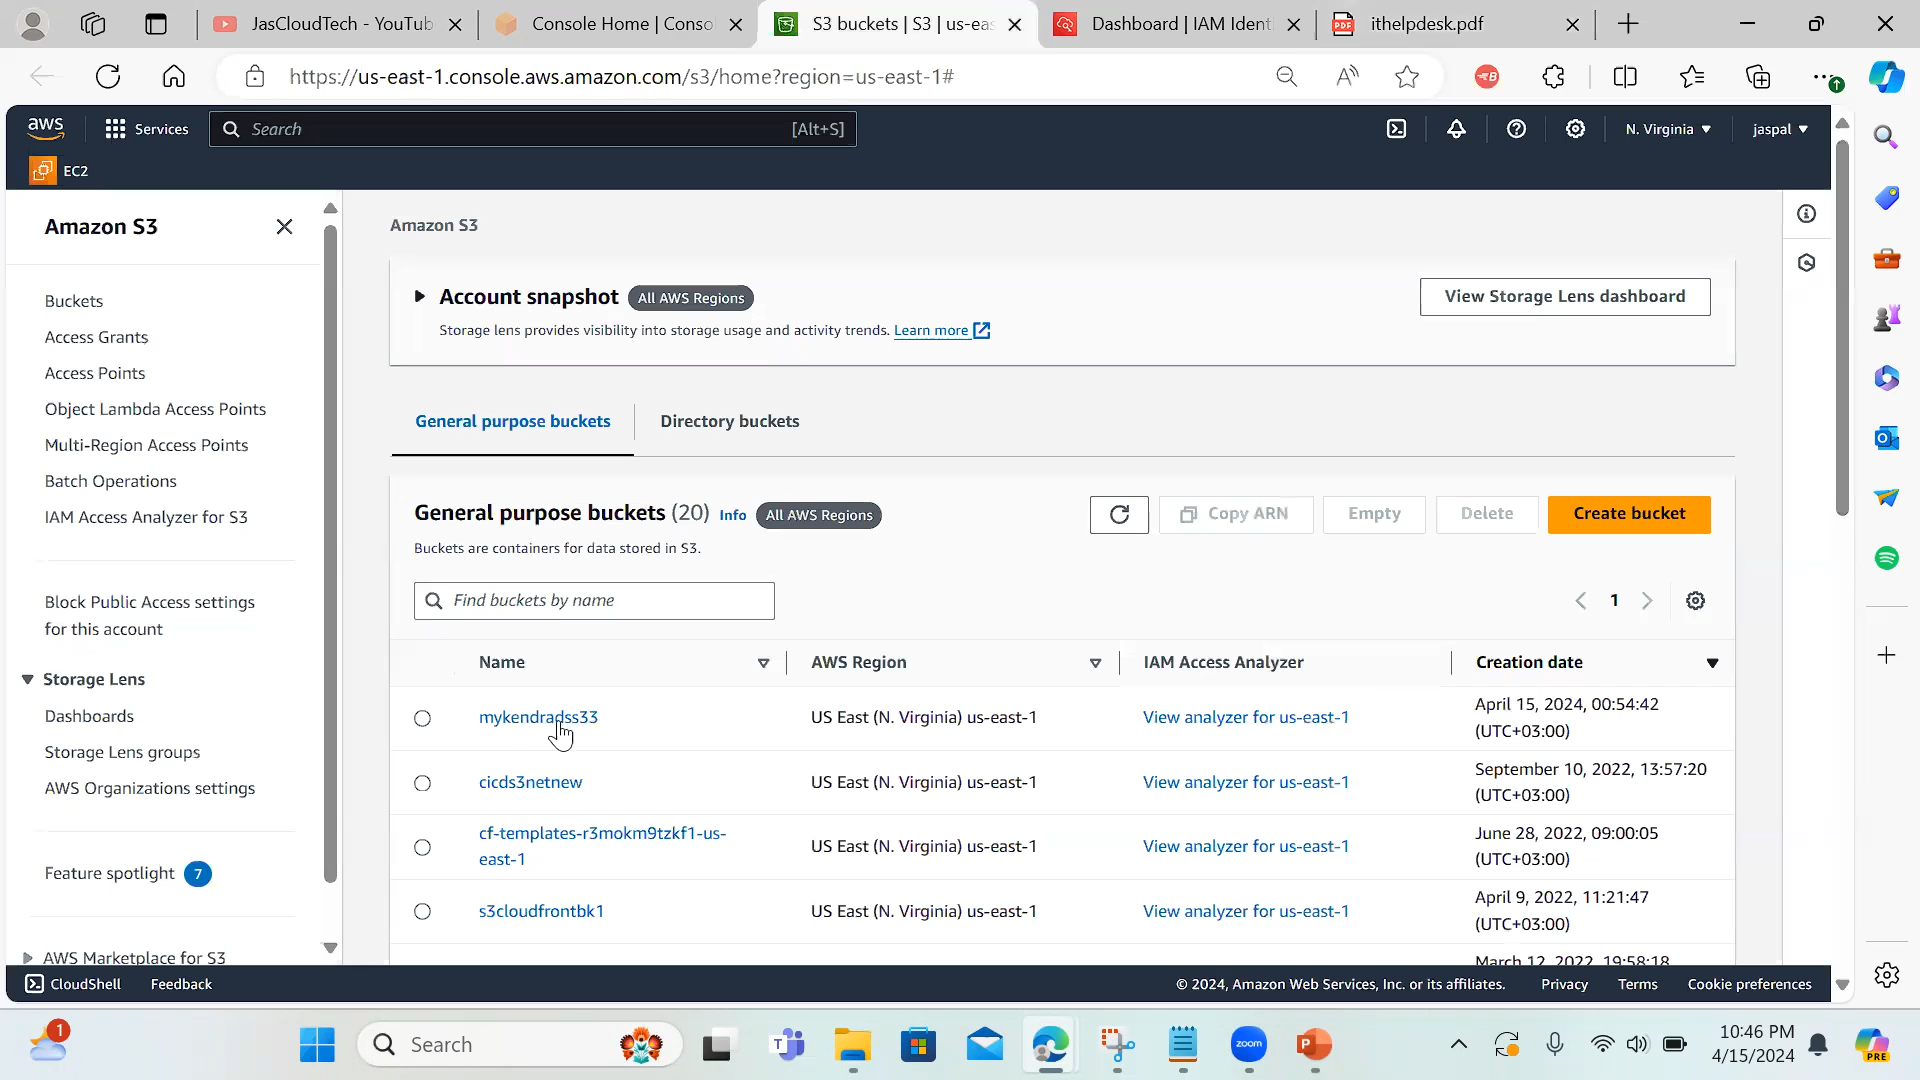 JasCloudTech - YouTub
Console Home | Conso
S3 buckets | S3 | us-eas
Dashboard | IAM Ident
PDF
ithelpdesk.pdf
https://us-east-1.console.aws.amazon.com/s3/home?region=us-east-1#
aws
Services
Search
[Alt+S]
N. Virginia
jaspal
EC2
Amazon S3
Buckets
Access Grants
Access Points
Object Lambda Access Points
Multi-Region Access Points
Batch Operations
IAM Access Analyzer for S3
Block Public Access settings
for this account
Storage Lens
Dashboards
Storage Lens groups
AWS Organizations settings
Feature spotlight 7
AWS Marketplace for S3
Amazon S3
Account snapshot All AWS Regions
View Storage Lens dashboard
Storage lens provides visibility into storage usage and activity trends. Learn more
General purpose buckets
Directory buckets
General purpose buckets (20) Info All AWS Regions
Copy ARN
Empty
Delete
Create bucket
Buckets are containers for data stored in S3.
Find buckets by name
1
Name
AWS Region
IAM Access Analyzer
Creation date
mykendradss33
US East (N. Virginia) us-east-1
View analyzer for us-east-1
April 15, 2024, 00:54:42
(UTC+03:00)
cicds3netnew
US East (N. Virginia) us-east-1
View analyzer for us-east-1
September 10, 2022, 13:57:20
(UTC+03:00)
cf-templates-r3mokm9tzkf1-us-
east-1
US East (N. Virginia) us-east-1
View analyzer for us-east-1
June 28, 2022, 09:00:05
(UTC+03:00)
s3cloudfrontbk1
US East (N. Virginia) us-east-1
View analyzer for us-east-1
April 9, 2022, 11:21:47
(UTC+03:00)
March 12, 2022, 19:58:18
CloudShell
Feedback
© 2024, Amazon Web Services, Inc. or its affiliates.
Privacy
Terms
Cookie preferences
1
Search
zoom
10:46 PM
4/15/2024
PRE